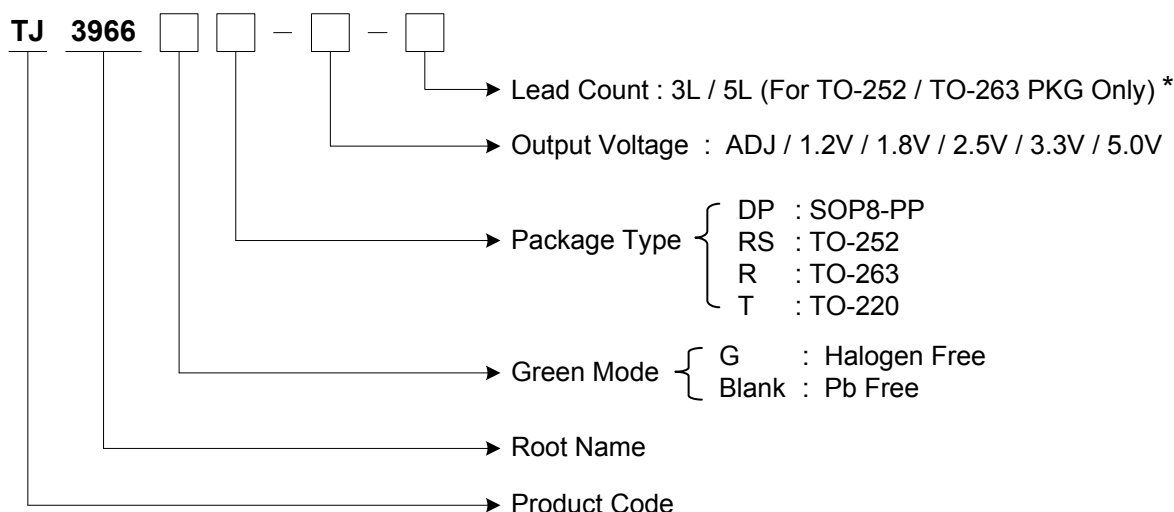 TJ 3966 – –
Lead Count : 3L / 5L (For TO-252 / TO-263 PKG Only) *
Output Voltage : ADJ / 1.2V / 1.8V / 2.5V / 3.3V / 5.0V
DP : SOP8-PP
Package Type RS : TO-252
R : TO-263
T : TO-220
G : Halogen Free
Green Mode
Blank : Pb Free
Root Name
Product Code